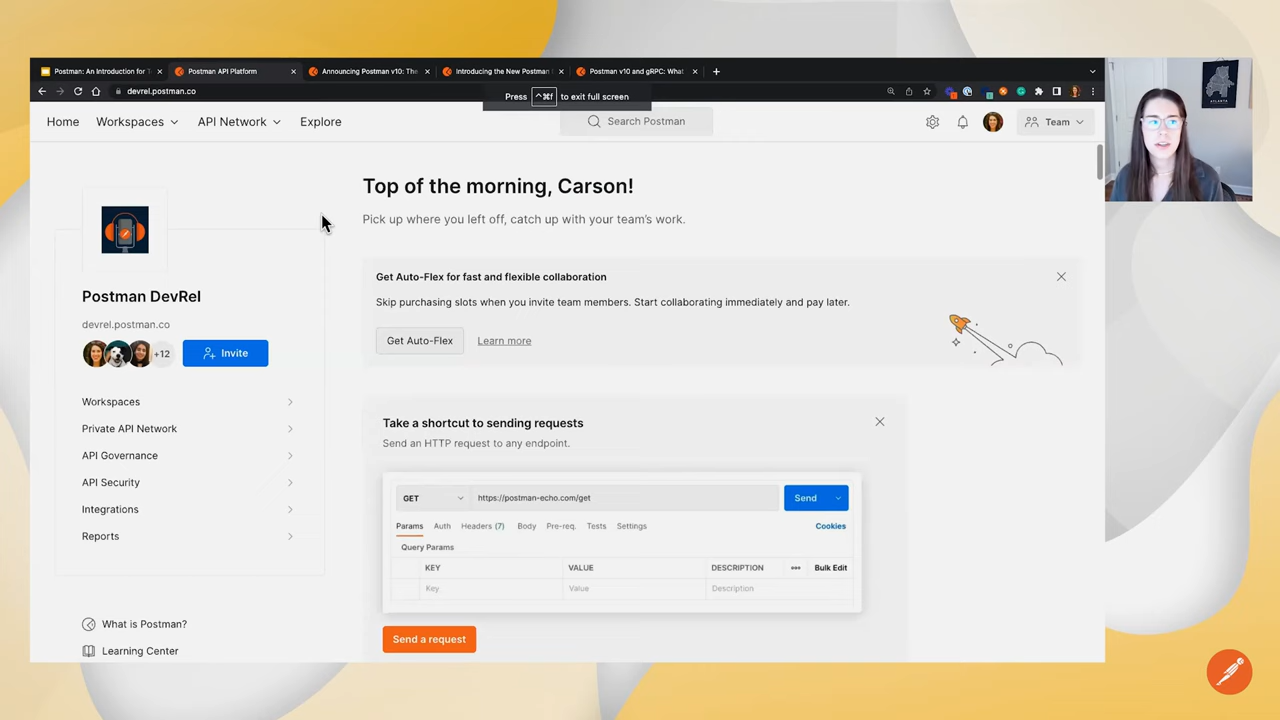 Postman: An Introduction for T
Postman API Platform
Announcing Postman v10: The
Introducing the New Postman
Postman v10 and gRPC: What
devrel.postman.co
Press ^⌘f to exit full screen
Home
Workspaces
API Network
Explore
Search Postman
Team
ATLANTA
Top of the morning, Carson!
Pick up where you left off, catch up with your team's work.
Postman DevRel
devrel.postman.co
+12
Invite
Workspaces
Private API Network
API Governance
API Security
Integrations
Reports
What is Postman?
Learning Center
Get Auto-Flex for fast and flexible collaboration
Skip purchasing slots when you invite team members. Start collaborating immediately and pay later.
Get Auto-Flex
Learn more
Take a shortcut to sending requests
Send an HTTP request to any endpoint.
GET
https://postman-echo.com/get
Send
Params Auth Headers (7) Body Pre-req. Tests Settings
Cookies
Query Params
KEY VALUE DESCRIPTION ••• Bulk Edit
Key Value Description
Send a request